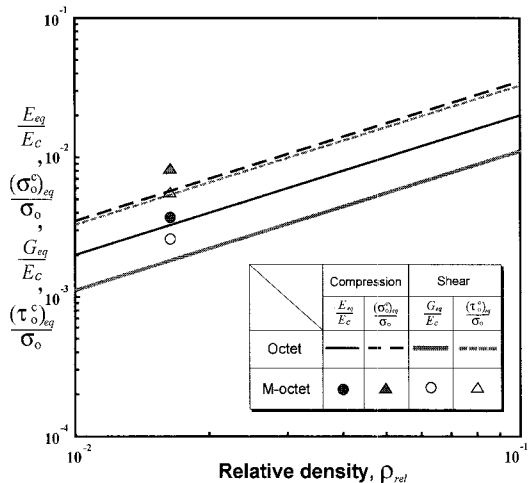 10⁻¹
10⁻²
10⁻³
10⁻⁴
E_eq/E_C , (σ_o^c)_eq/σ_o , G_eq/E_C , (τ_o^c)_eq/σ_o
Compression Shear
E_eq/E_C (σ_o^c)_eq/σ_o G_eq/E_C (τ_o^c)_eq/σ_o
Octet
M-octet
10⁻² 10⁻¹
Relative density, ρ_rel